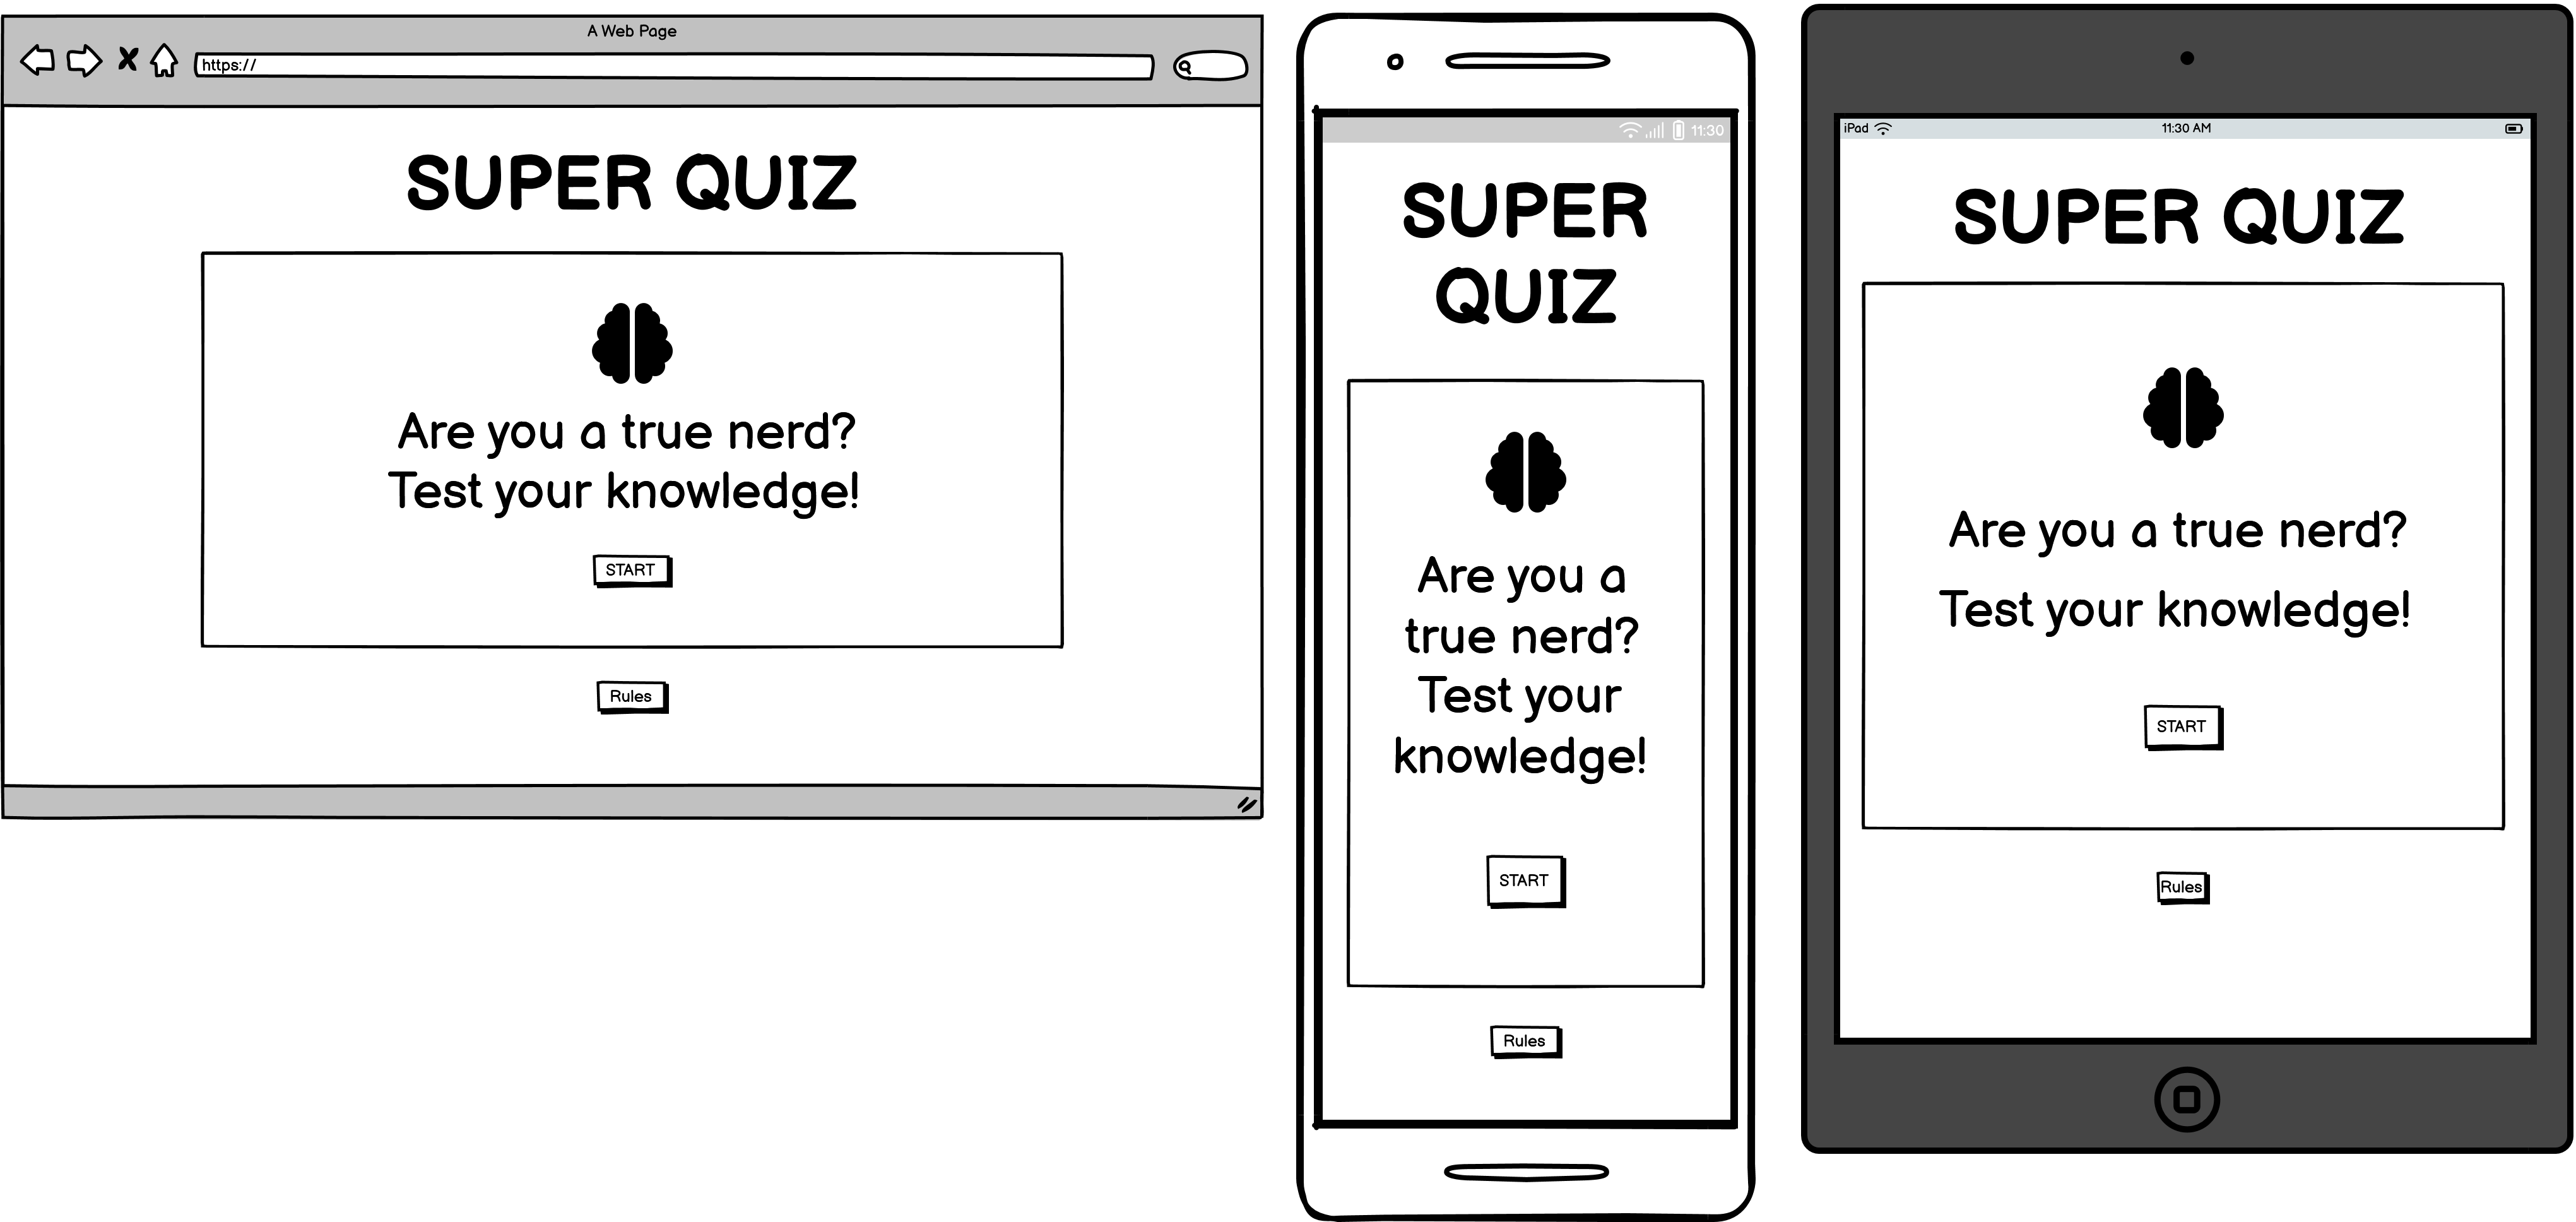 A Web Page
https://
SUPER QUIZ
Are you a true nerd?
Test your knowledge!
START
Rules
11:30
SUPER
QUIZ
Are you a
true nerd?
Test your
knowledge!
START
Rules
iPad
11:30 AM
SUPER QUIZ
Are you a true nerd?
Test your knowledge!
START
Rules